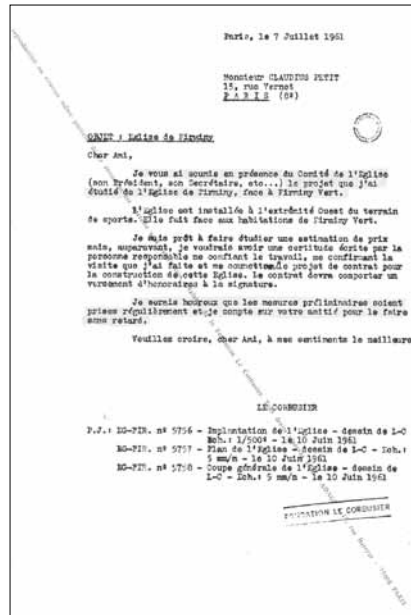 Paris, le 7 Juillet 1961
Monsieur CLAUDIUS PETIT
15, rue Vernet
PARIS (8º)
OBJET : Eglise de Firminy
Cher Ami,
Je vous ai soumis en présence du Comité de l'Eglise
(son Président, son Secrétaire, etc...) le projet que j'ai
étudié de l'Eglise de Firminy, face à Firminy Vert.
L'Eglise est installée à l'extrémité Ouest du terrain
de sports. Elle fait face aux habitations de Firminy Vert.
Je suis prêt à faire étudier une estimation de prix
mais, auparavant, je voudrais avoir une certitude écrite par la
personne responsable me confiant le travail, me confirmant la
visite que j'ai faite et me soumettant le projet de contrat pour
la construction de cette Eglise. Le contrat devra comporter un
versement d'honoraires à la signature.
Je serais heureux que les mesures préliminaires soient
prises régulièrement et je compte sur votre amitié pour le faire
sans retard.
Veuillez croire, cher Ami, à mes sentiments le meilleurs
LE CORBUSIER
P.J.: EG-FIR. nº 5756 - Implantation de l'Eglise - dessin de L-C
Ech.: 1/500º - le 10 Juin 1961
EG-FIR. nº 5757 - Plan de l'Eglise - dessin de L-C - Ech.:
5 mm/m - le 10 Juin 1961
EG-FIR. nº 5758 - Coupe générale de l'Eglise - dessin de
L-C - Ech.: 5 mm/m - le 10 Juin 1961
FONDATION LE CORBUSIER